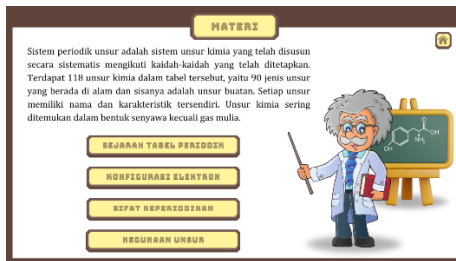 MATERI
Sistem periodik unsur adalah sistem unsur kimia yang telah disusun
secara sistematis mengikuti kaidah-kaidah yang telah ditetapkan.
Terdapat 118 unsur kimia dalam tabel tersebut, yaitu 90 jenis unsur
yang berada di alam dan sisanya adalah unsur buatan. Setiap unsur
memiliki nama dan karakteristik tersendiri. Unsur kimia sering
ditemukan dalam bentuk senyawa kecuali gas mulia.
SEJARAH TABEL PERIODIK
KONFIGURASI ELEKTRON
SIFAT KEPERIODIKAN
KEGUNAAN UNSUR
O
OH
NH₂
OH